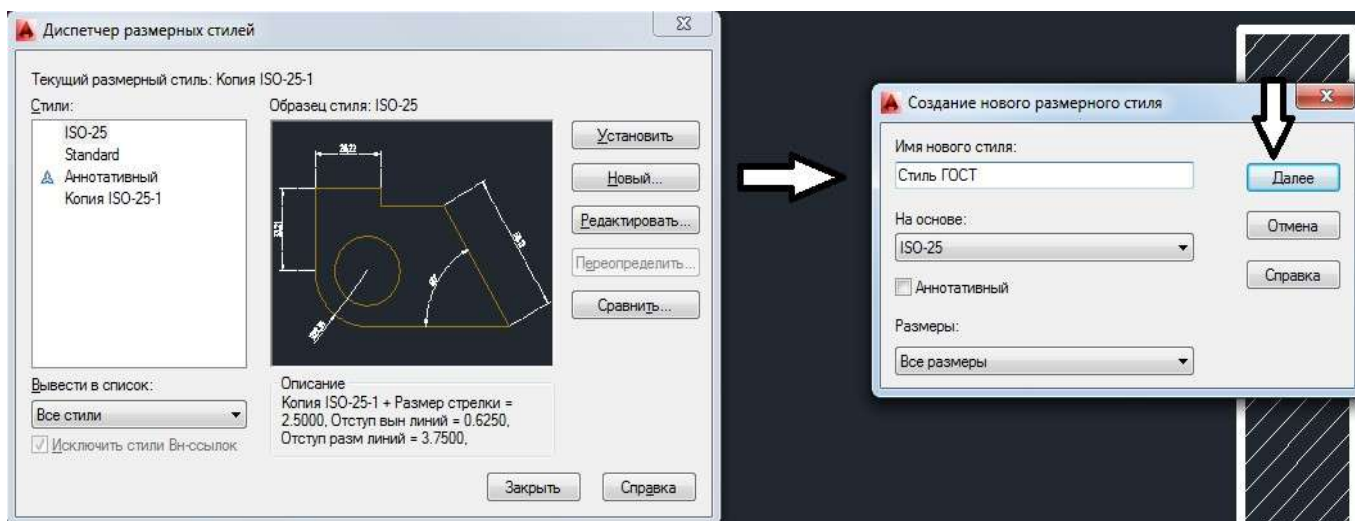 Диспетчер размерных стилей
Текущий размерный стиль: Копия ISO-25-1
Стили:
ISO-25
Standard
Аннотативный
Копия ISO-25-1
Вывести в список:
Все стили
Исключить стили Вн-ссылок
Образец стиля: ISO-25
28,22
Описание
Копия ISO-25-1 + Размер стрелки =
2.5000, Отступ вын линий = 0.6250,
Отступ разм линий = 3.7500,
Установить
Новый...
Редактировать...
Переопределить...
Сравнить...
Закрыть
Справка
Создание нового размерного стиля
Имя нового стиля:
Стиль ГОСТ
На основе:
ISO-25
Аннотативный
Размеры:
Все размеры
Далее
Отмена
Справка